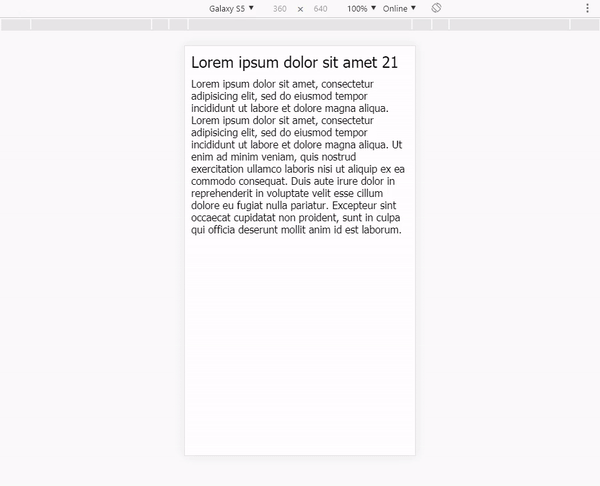 Galaxy S5 ▼ 360 × 640 100% ▼ Online ▼
Lorem ipsum dolor sit amet 21
Lorem ipsum dolor sit amet, consectetur
adipisicing elit, sed do eiusmod tempor
incididunt ut labore et dolore magna aliqua.
Lorem ipsum dolor sit amet, consectetur
adipisicing elit, sed do eiusmod tempor
incididunt ut labore et dolore magna aliqua. Ut
enim ad minim veniam, quis nostrud
exercitation ullamco laboris nisi ut aliquip ex ea
commodo consequat. Duis aute irure dolor in
reprehenderit in voluptate velit esse cillum
dolore eu fugiat nulla pariatur. Excepteur sint
occaecat cupidatat non proident, sunt in culpa
qui officia deserunt mollit anim id est laborum.